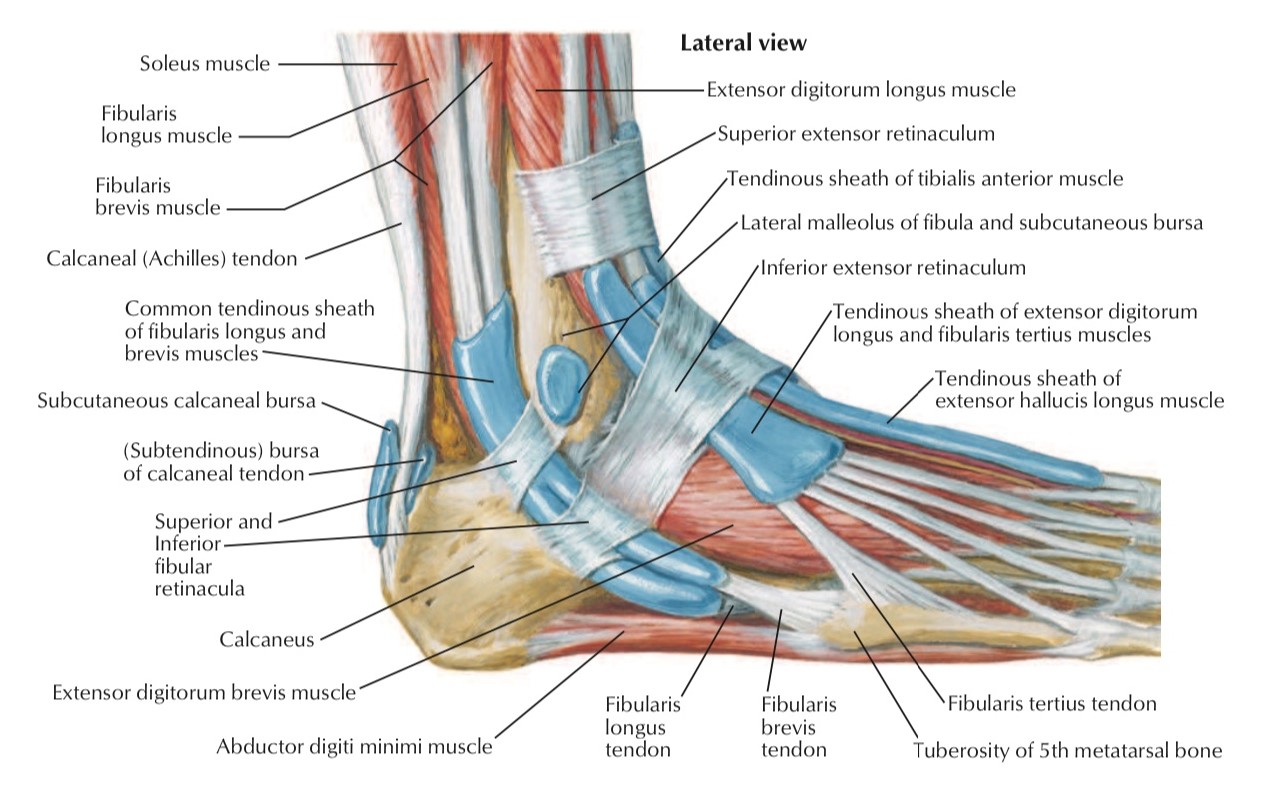 Lateral view
Soleus muscle
Fibularis
longus muscle
Fibularis
brevis muscle
Calcaneal (Achilles) tendon
Common tendinous sheath
of fibularis longus and
brevis muscles
Subcutaneous calcaneal bursa
(Subtendinous) bursa
of calcaneal tendon
Superior and
Inferior
fibular
retinacula
Calcaneus
Extensor digitorum brevis muscle
Abductor digiti minimi muscle
Extensor digitorum longus muscle
Superior extensor retinaculum
Tendinous sheath of tibialis anterior muscle
Lateral malleolus of fibula and subcutaneous bursa
Inferior extensor retinaculum
Tendinous sheath of extensor digitorum
longus and fibularis tertius muscles
Tendinous sheath of
extensor hallucis longus muscle
Fibularis
longus
tendon
Fibularis
brevis
tendon
Fibularis tertius tendon
Tuberosity of 5th metatarsal bone